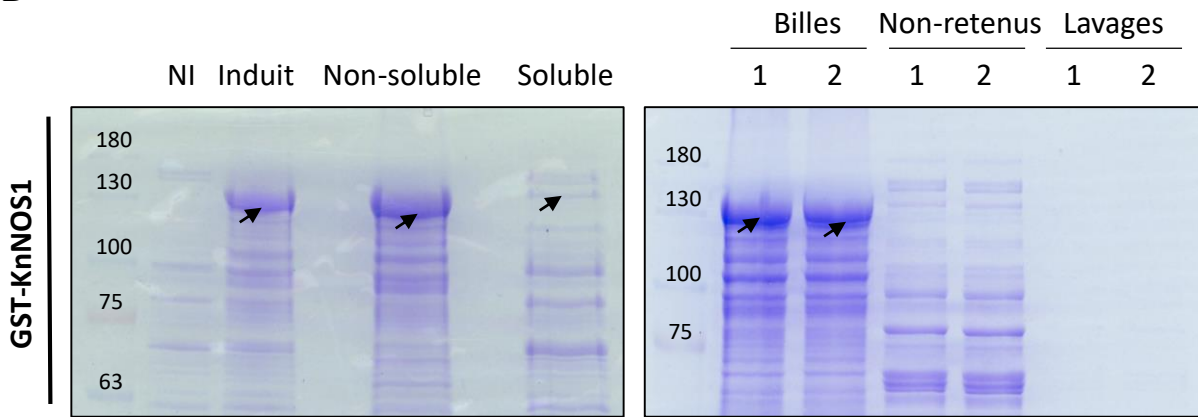 Billes Non-retenus Lavages
NI Induit Non-soluble Soluble
1 2 1 2 1 2
GST-KnNOS1
180
130
100
75
63
180
130
100
75